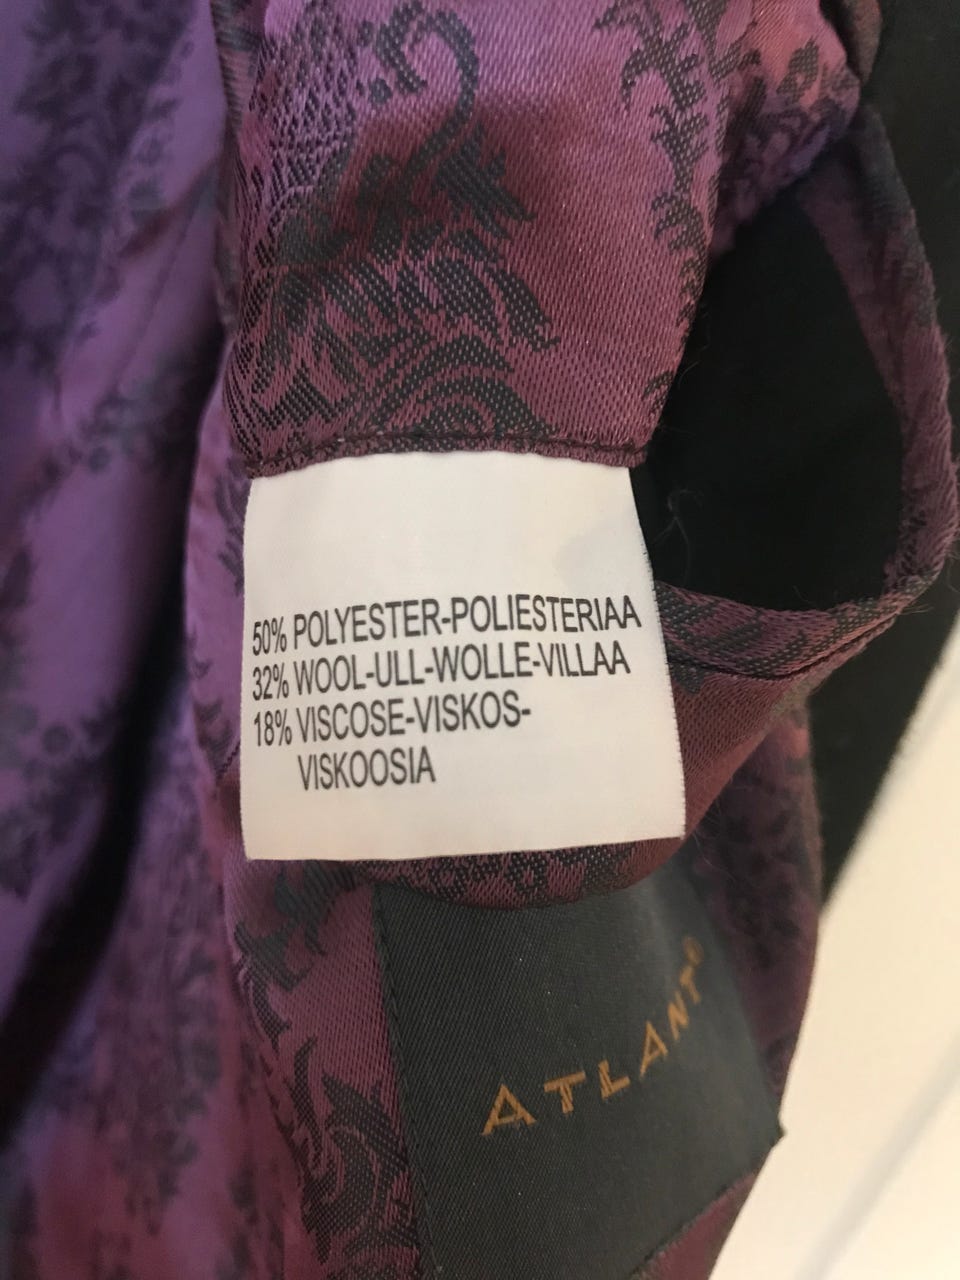 50% POLYESTER-POLIESTERIAA
32% WOOL-ULL-WOLLE-VILLAA
18% VISCOSE-VISKOS-
VISKOOSIA
ATLANT